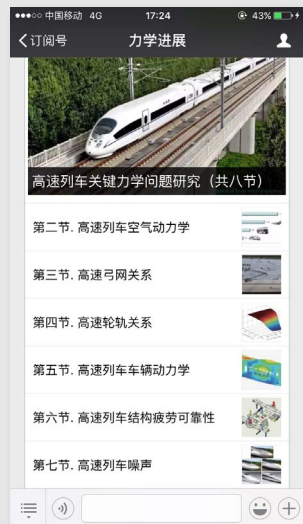 中国移动 4G 17:24 43%
订阅号 力学进展
高速列车关键力学问题研究（共八节）
第二节. 高速列车空气动力学
第三节. 高速弓网关系
第四节. 高速轮轨关系
第五节. 高速列车车辆动力学
第六节. 高速列车结构疲劳可靠性
第七节. 高速列车噪声